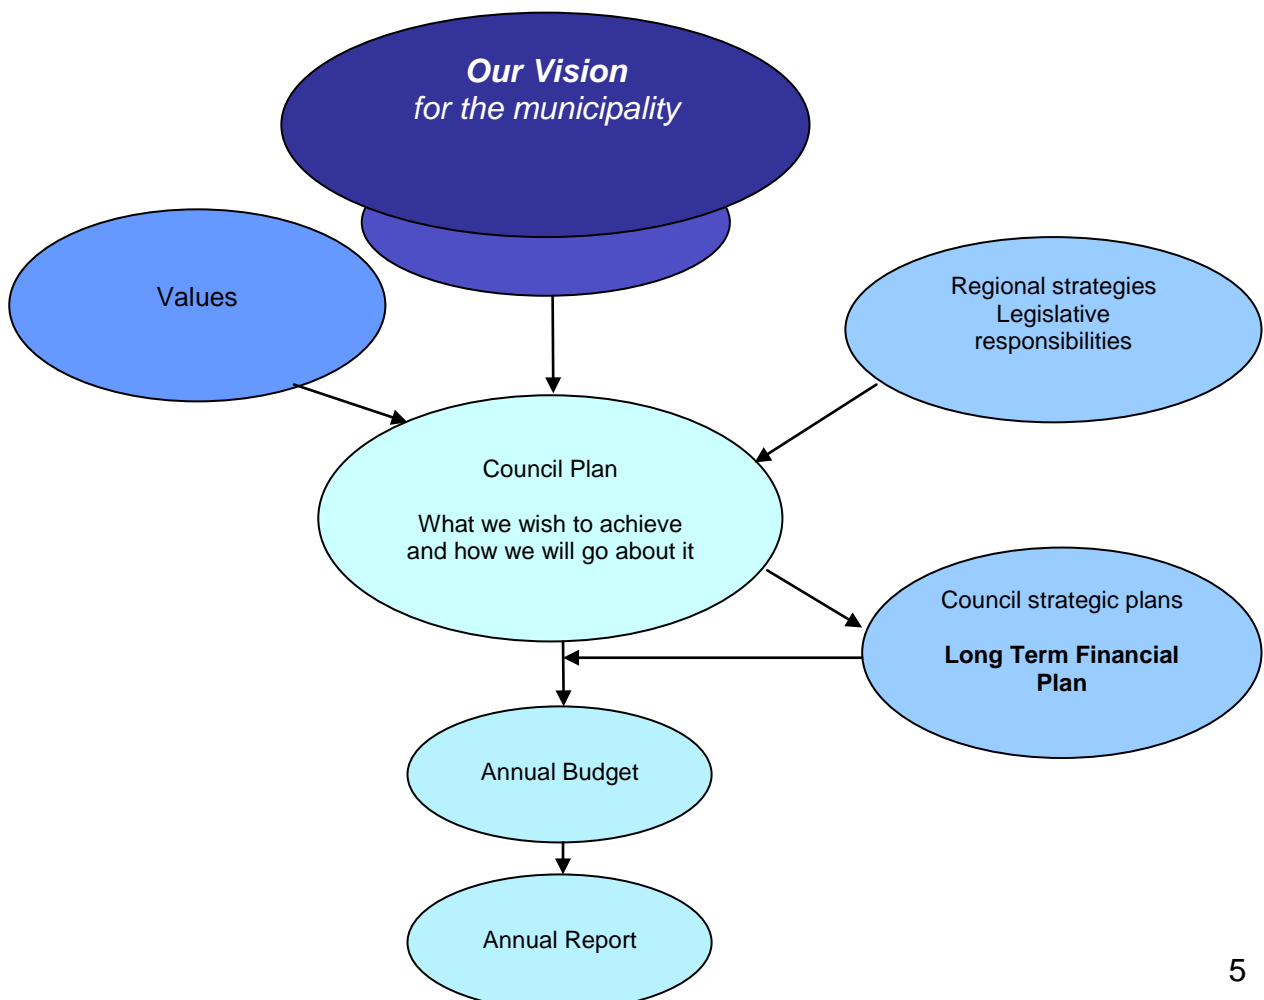 Our Vision
for the municipality
Values
Regional strategies
Legislative
responsibilities
Council Plan
What we wish to achieve
and how we will go about it
Council strategic plans
Long Term Financial
Plan
Annual Budget
Annual Report
5